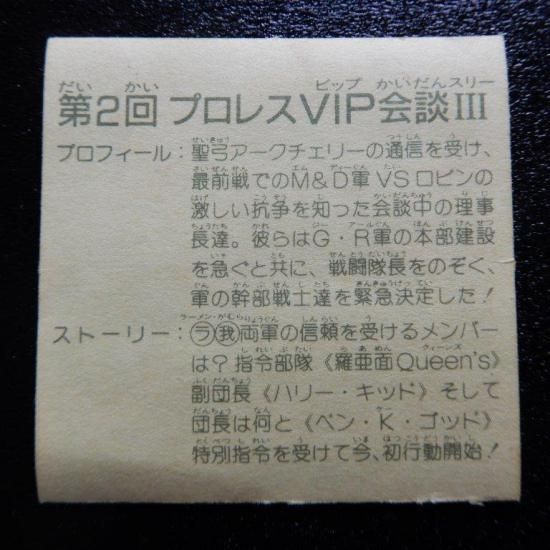 第2回 プロレスVIP会談III
プロフィール：聖弓アークチェリーの通信を受け、
最前戦でのM&D軍VSロビンの
激しい抗争を知った会談中の理事
長達。彼らはG・R軍の本部建設
を急ぐと共に、戦闘隊長をのぞく、
軍の幹部戦士達を緊急決定した！
ストーリー：ラ我両軍の信頼を受けるメンバー
は？指令部隊《羅亜面Queen's》
副団長《ハリー・キッド》そして
団長は何と《ベン・K・ゴッド》
特別指令を受けて今、初行動開始！